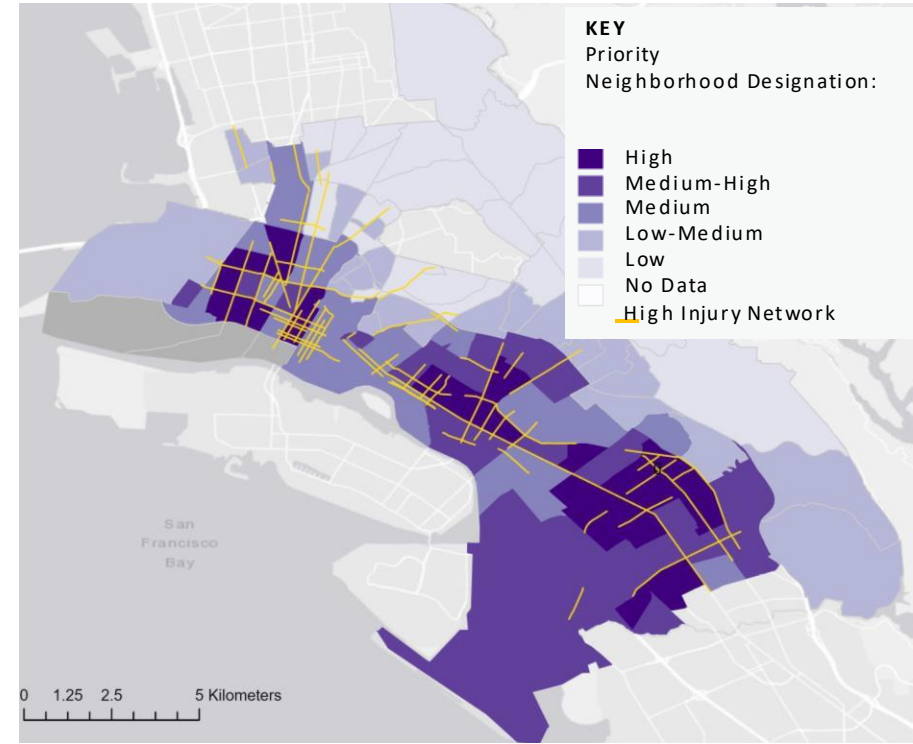 KEY
Priority
Neighborhood Designation:
High
Medium-High
Medium
Low-Medium
Low
No Data
High Injury Network
San
Francisco
Bay
0 1.25 2.5 5 Kilometers